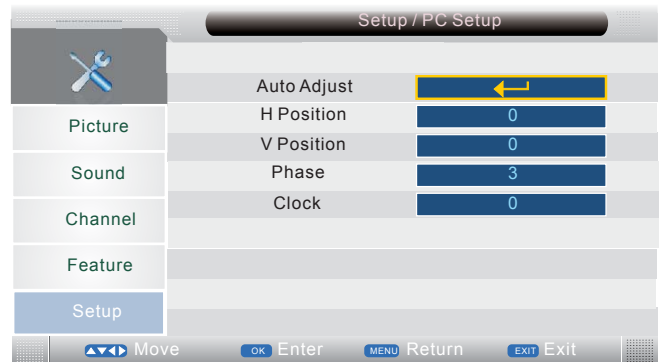 Setup / PC Setup
Auto Adjust
H Position 0
V Position 0
Phase 3
Clock 0
Picture
Sound
Channel
Feature
Setup
Move OK Enter MENU Return EXIT Exit